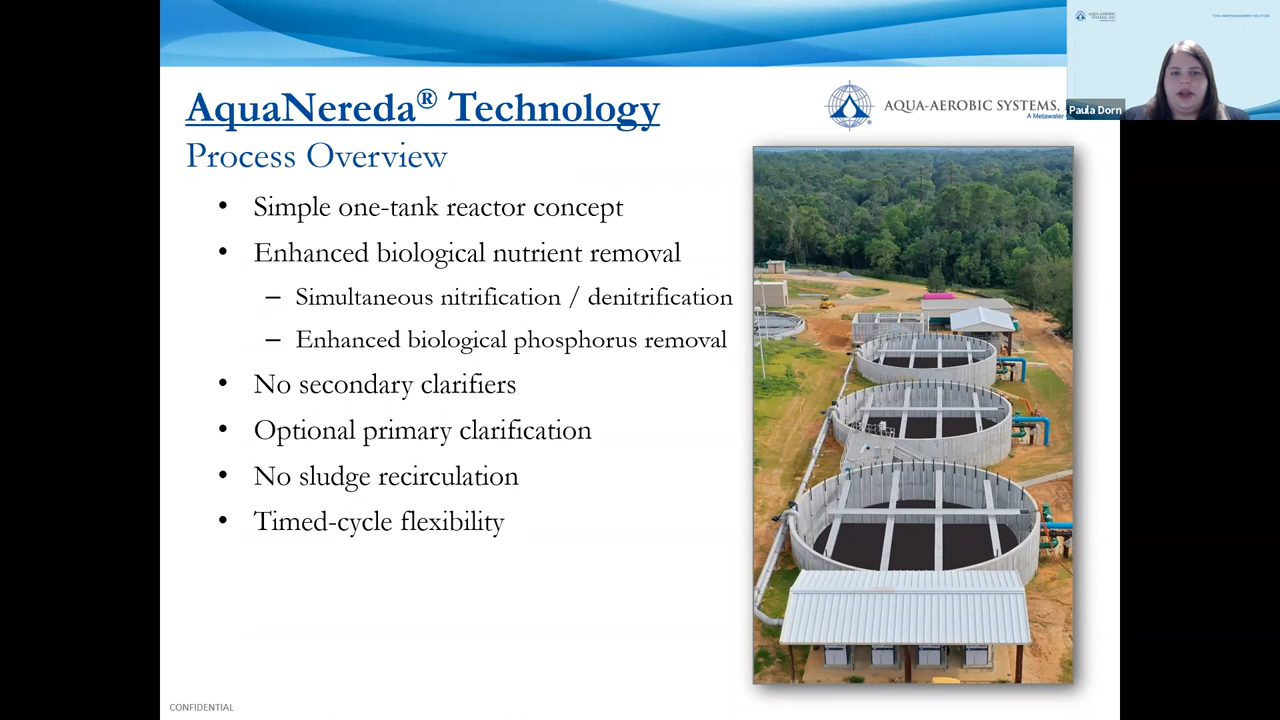 AquaNereda® Technology
Process Overview
AQUA-AEROBIC SYSTEMS,
A Metawater
Paula Dorn
• Simple one-tank reactor concept
• Enhanced biological nutrient removal
– Simultaneous nitrification / denitrification
– Enhanced biological phosphorus removal
• No secondary clarifiers
• Optional primary clarification
• No sludge recirculation
• Timed-cycle flexibility
CONFIDENTIAL